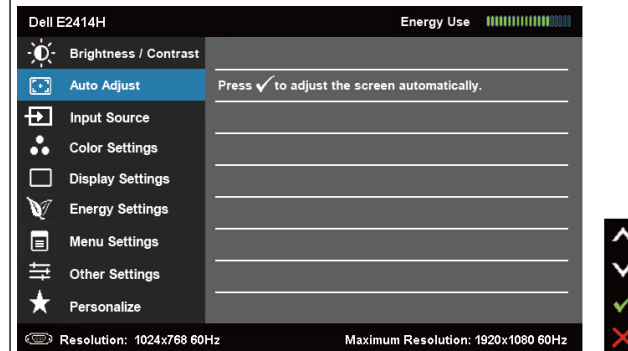 Dell E2414H Energy Use
Brightness / Contrast
Auto Adjust Press ✓ to adjust the screen automatically.
Input Source
Color Settings
Display Settings
Energy Settings
Menu Settings
Other Settings
Personalize
Resolution: 1024x768 60Hz Maximum Resolution: 1920x1080 60Hz